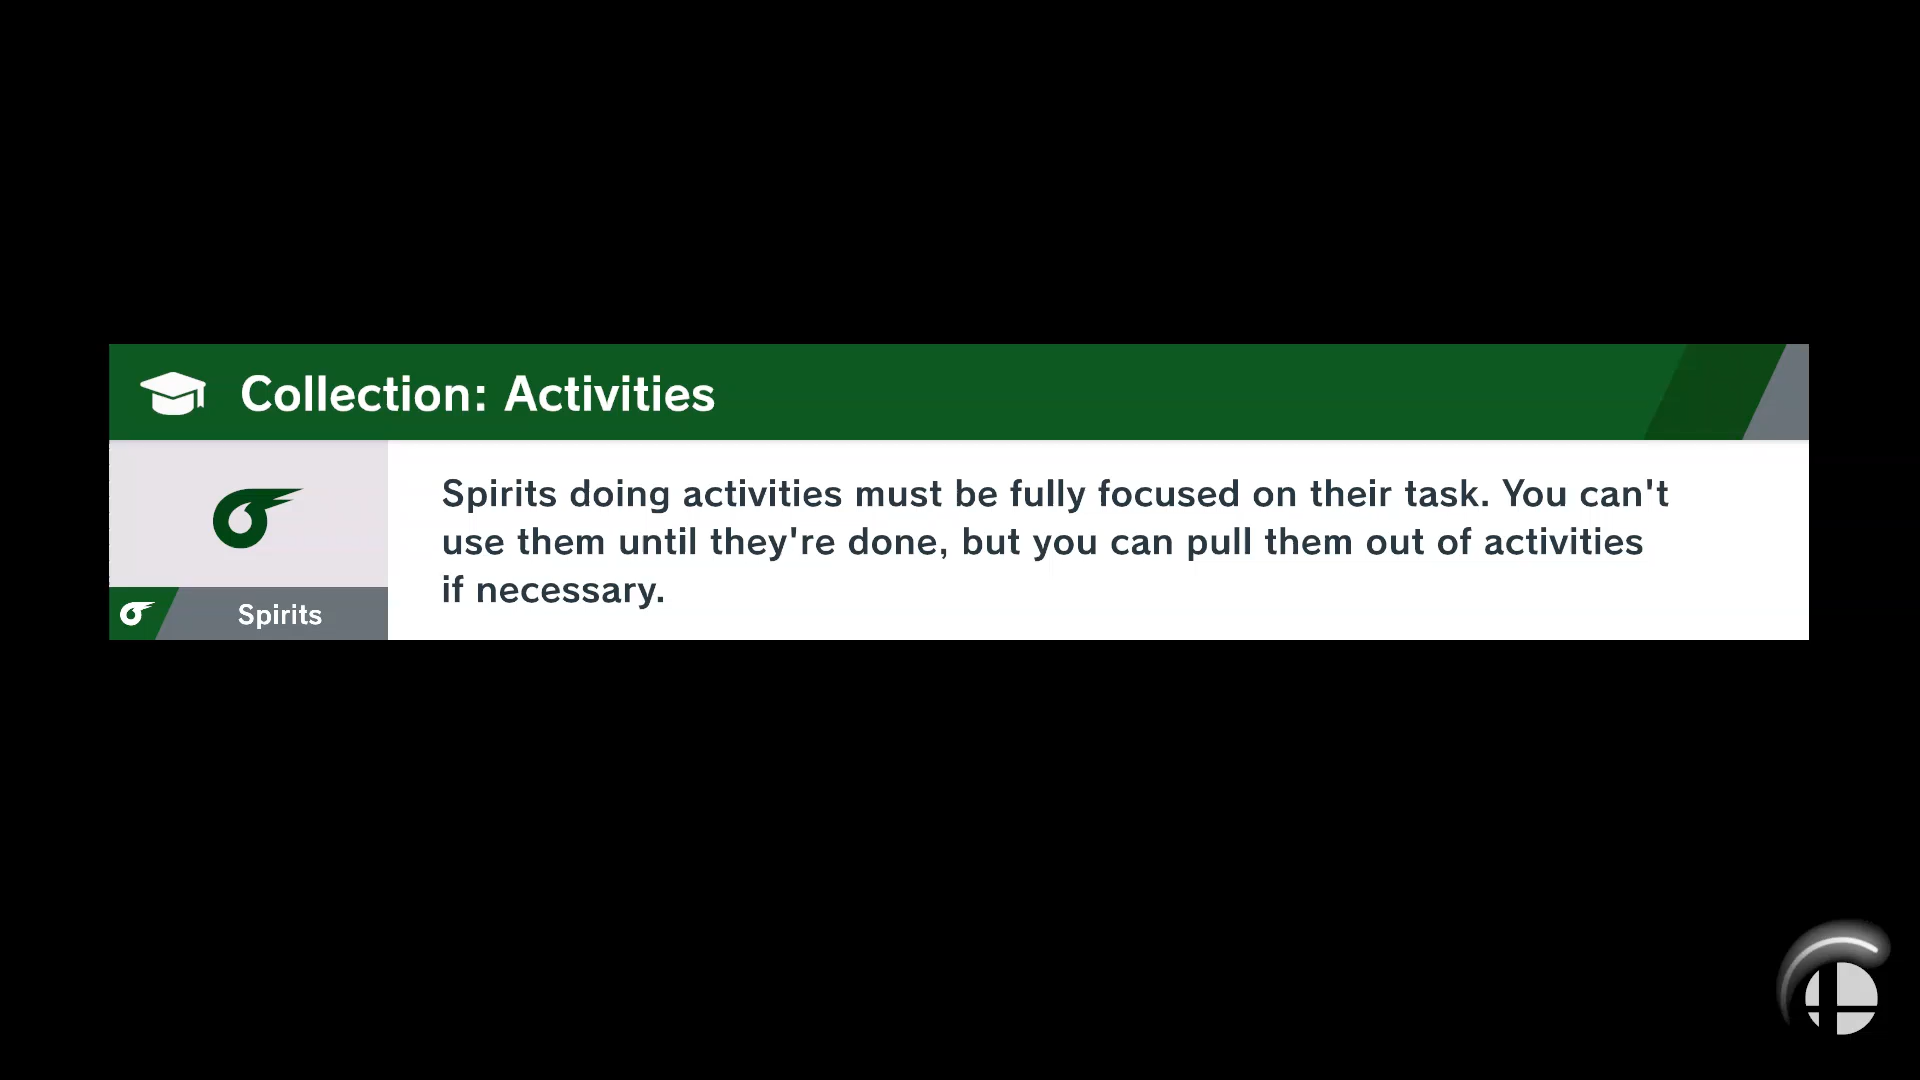 Collection: Activities
Spirits doing activities must be fully focused on their task. You can't
use them until they're done, but you can pull them out of activities
if necessary.
Spirits